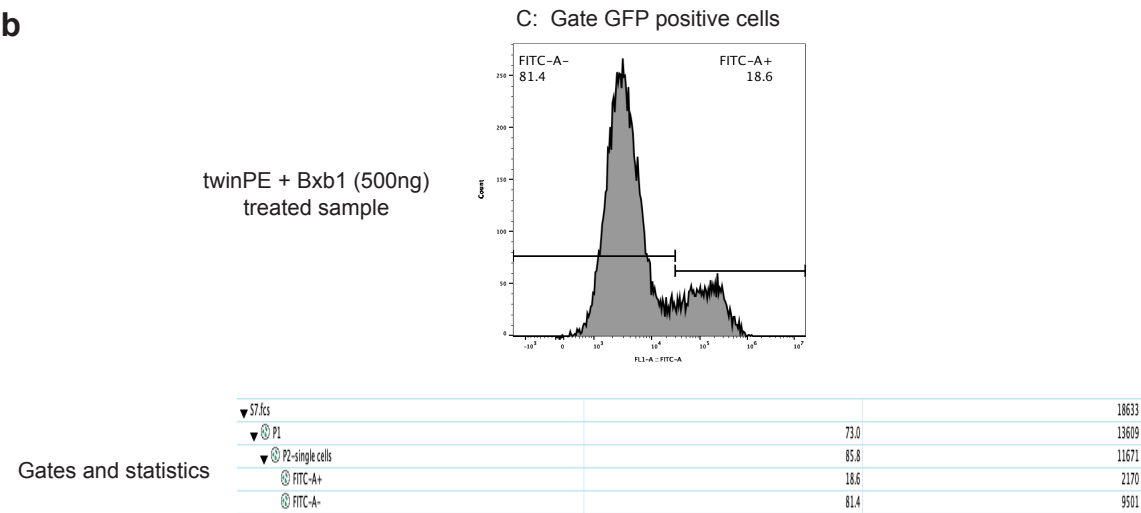 b
C: Gate GFP positive cells
FITC-A-
81.4
FITC-A+
18.6
250
200
150
100
50
0
Count
-10³ 0 10³ 10⁴ 10⁵ 10⁶ 10⁷
FL1-A :: FITC-A
twinPE + Bxb1 (500ng)
treated sample
Gates and statistics
▼ S7.fcs 18633
▼ P1 73.0 13609
▼ P2-single cells 85.8 11671
FITC-A+ 18.6 2170
FITC-A- 81.4 9501